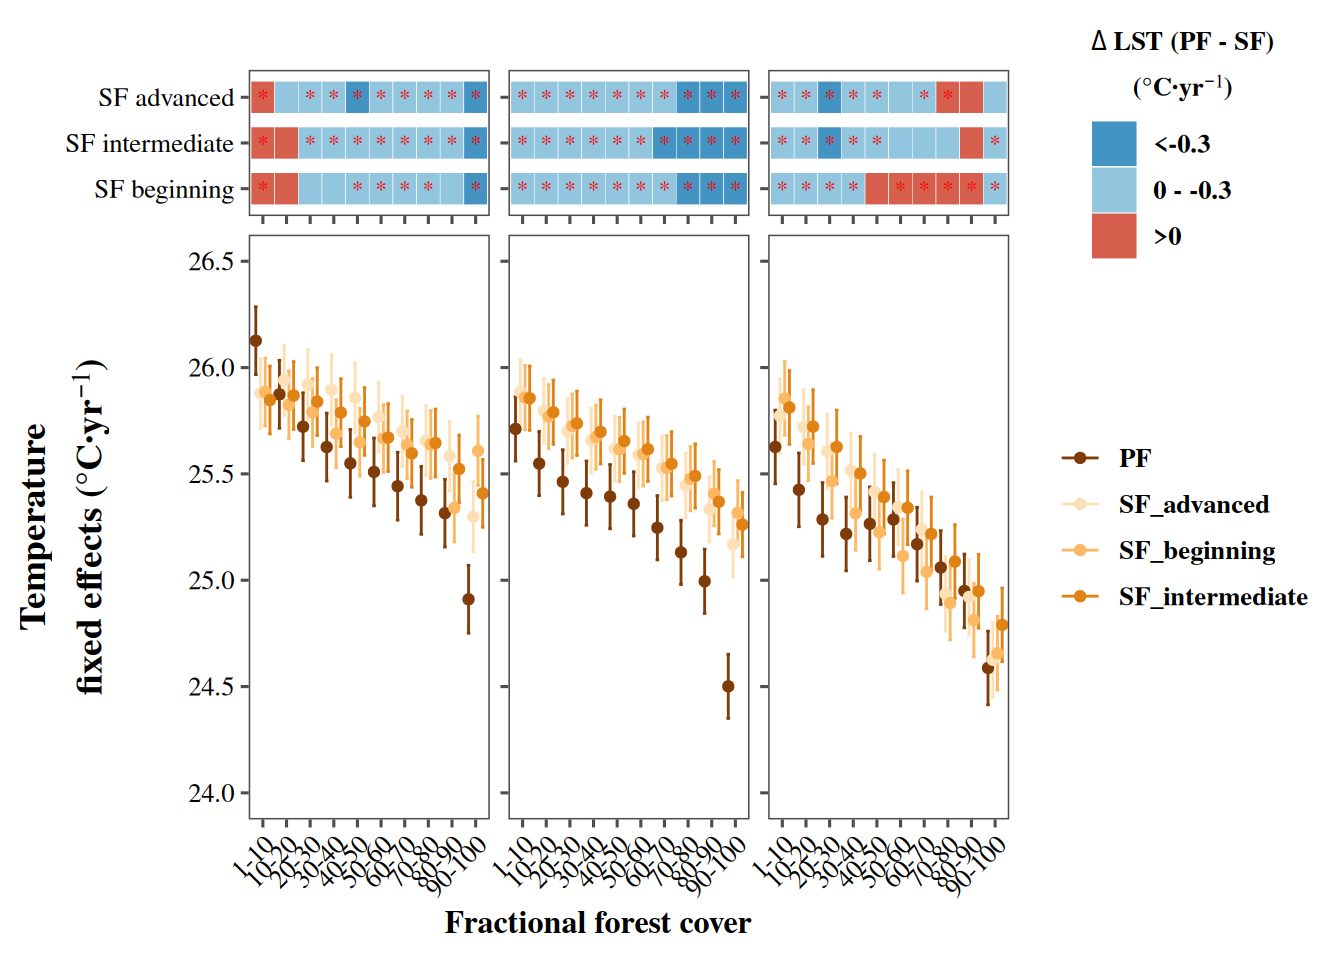 Δ LST (PF - SF)
(°C·yr⁻¹)
<-0.3
0 - -0.3
>0
SF advanced
* * * * * * * * *
* * * * * * * * * *
* * * * * * *
SF intermediate
* * * * * * * * *
* * * * * * * * * *
* * * * * *
SF beginning
* * * * * *
* * * * * * * * * *
* * * * * * * * *
Temperature
fixed effects (°C·yr⁻¹)
26.5
26.0
25.5
25.0
24.5
24.0
PF
SF_advanced
SF_beginning
SF_intermediate
1-10 10-20 20-30 30-40 40-50 50-60 60-70 70-80 80-90 90-100
1-10 10-20 20-30 30-40 40-50 50-60 60-70 70-80 80-90 90-100
1-10 10-20 20-30 30-40 40-50 50-60 60-70 70-80 80-90 90-100
Fractional forest cover